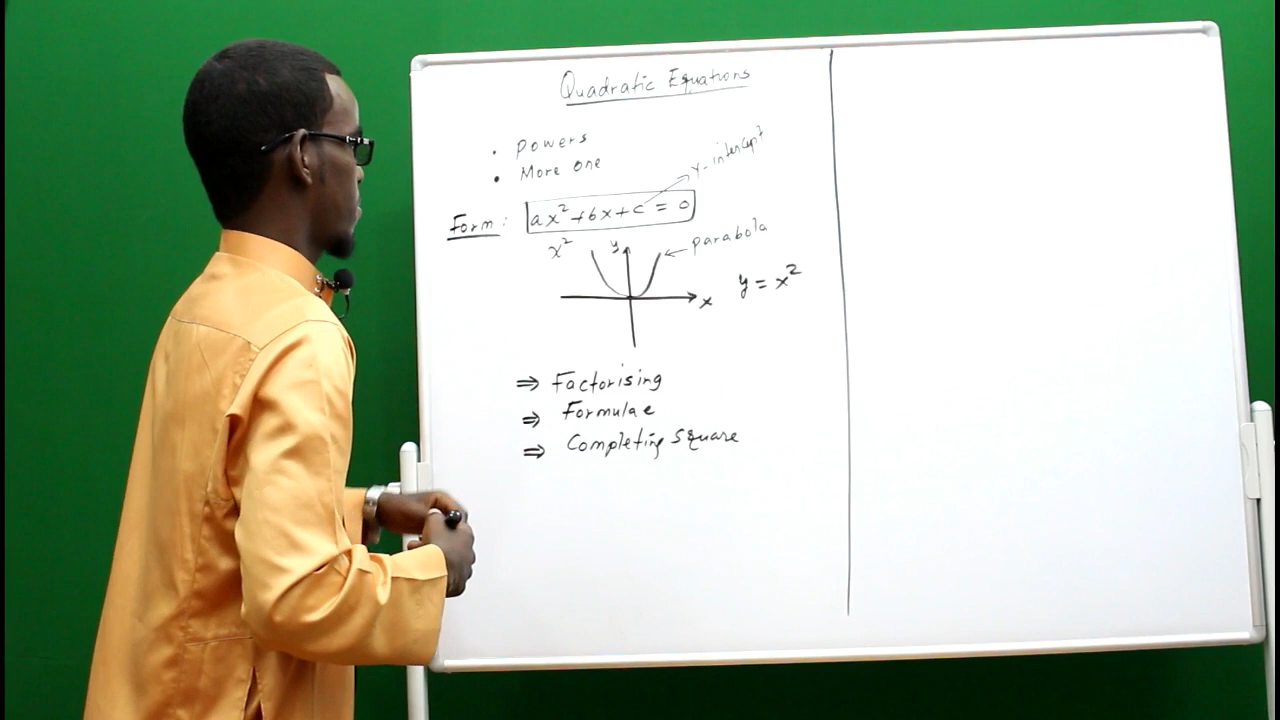 Quadratic Equations
• Powers
• More one
y-intercept
Form: ax² + bx + c = 0
x²
y
parabola
y = x²
x
⇒ Factorising
⇒ Formulae
⇒ Completing square